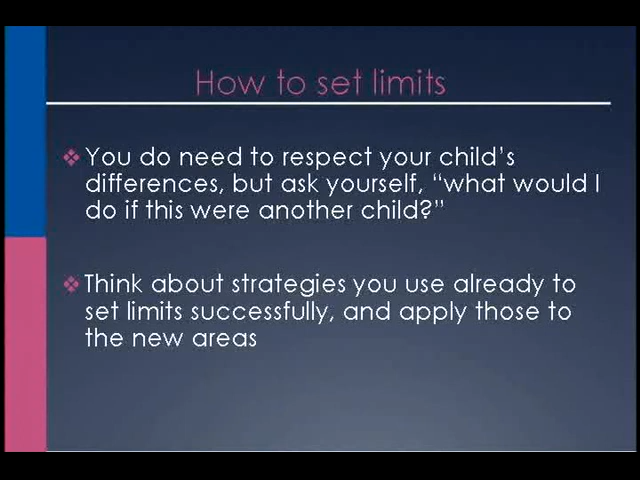 How to set limits
You do need to respect your child's
differences, but ask yourself, “what would I
do if this were another child?”
Think about strategies you use already to
set limits successfully, and apply those to
the new areas